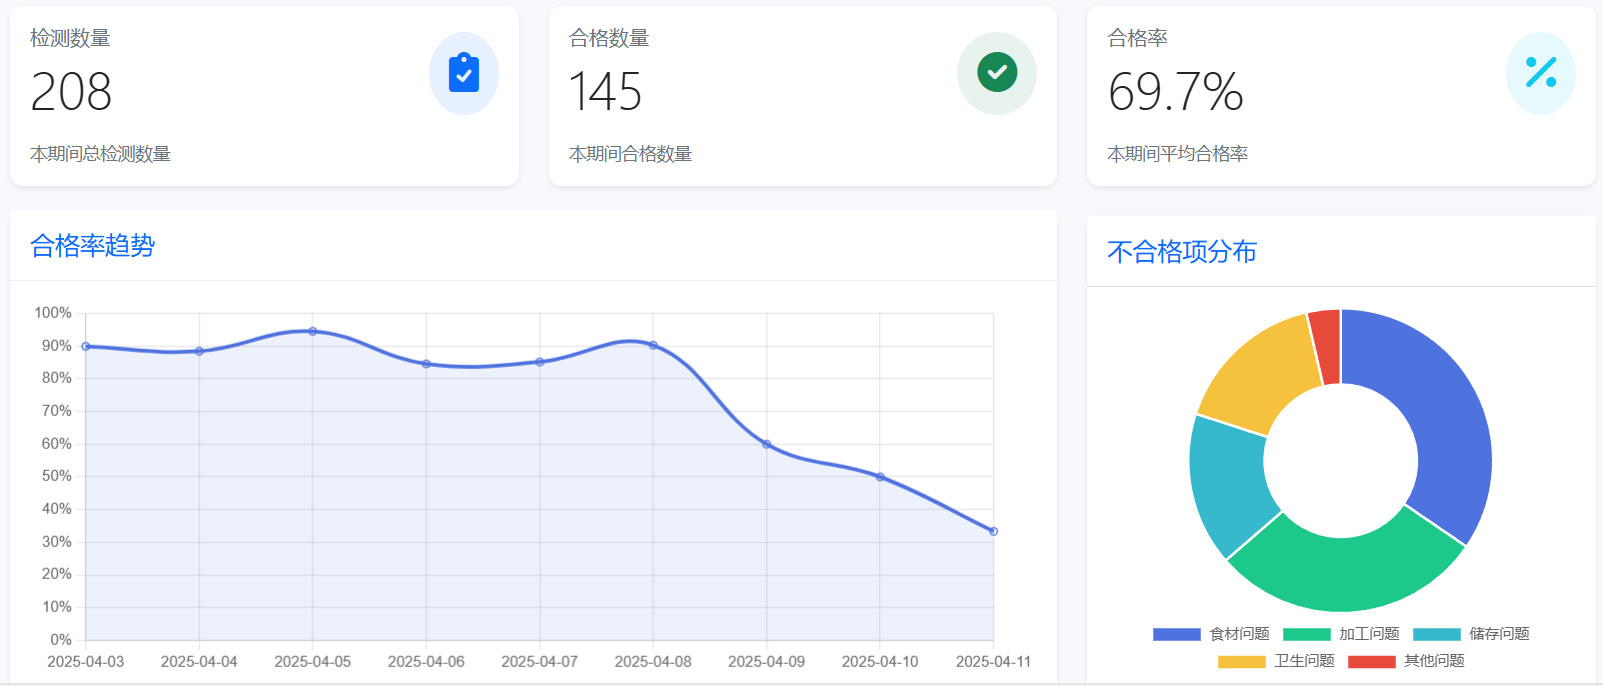 检测数量
208
本期间总检测数量
合格数量
145
本期间合格数量
合格率
69.7%
本期间平均合格率
合格率趋势
100%
90%
80%
70%
60%
50%
40%
30%
20%
10%
0%
2025-04-03 2025-04-04 2025-04-05 2025-04-06 2025-04-07 2025-04-08 2025-04-09 2025-04-10 2025-04-11
不合格项分布
食材问题 加工问题 储存问题
卫生问题 其他问题